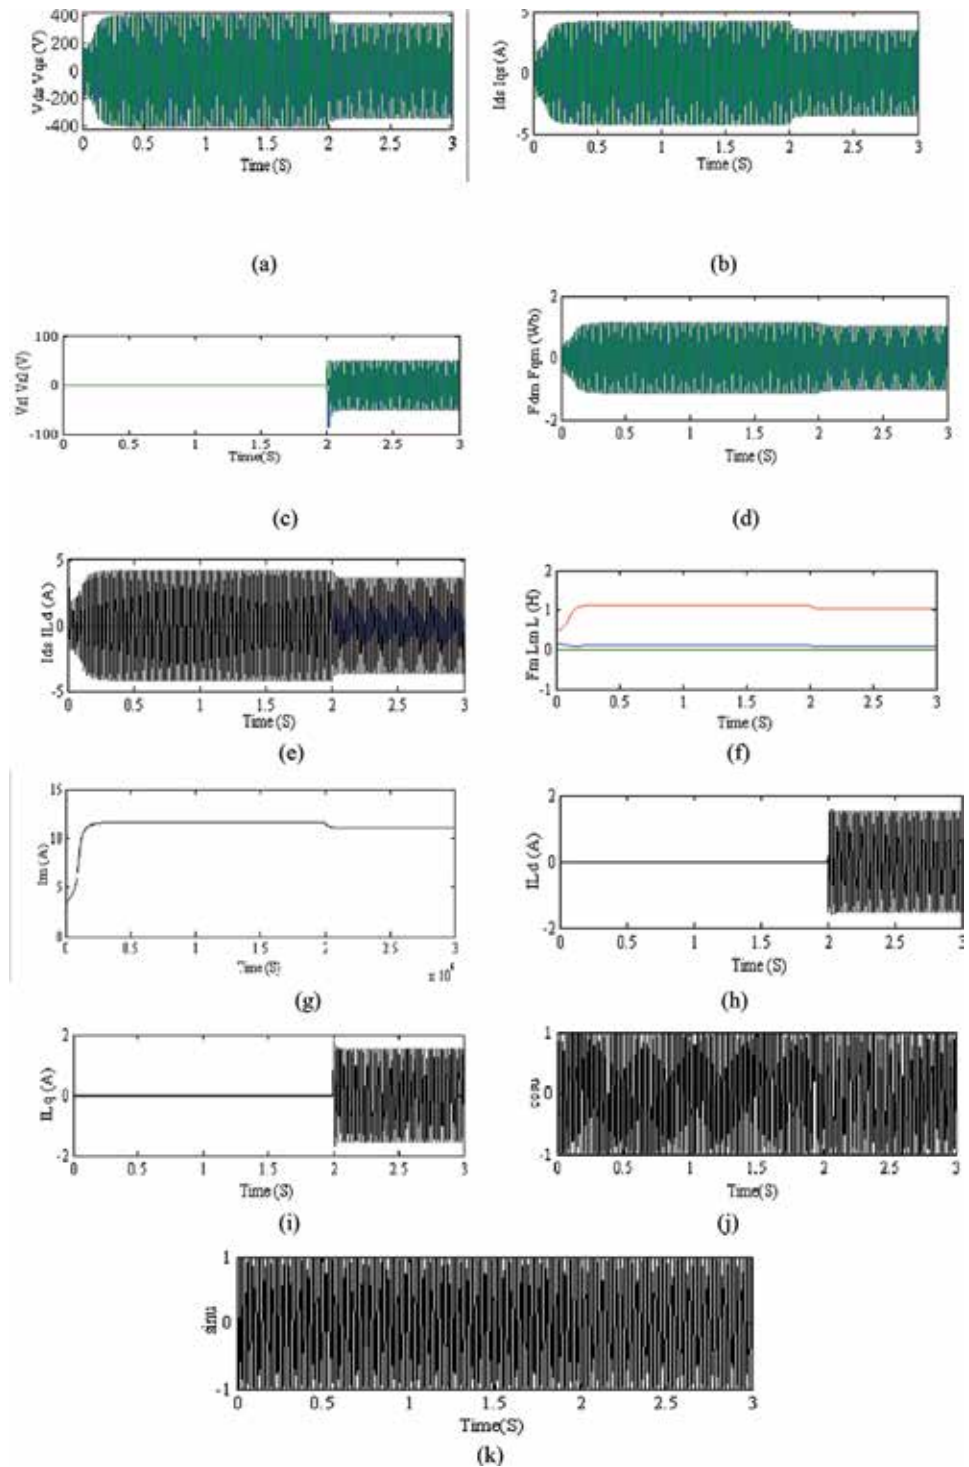 400
200
0
-200
-400
Vds Vqs (V)
0 0.5 1 1.5 2 2.5 3
Time (S)
(a)
5
0
-5
Ids Iqs (A)
0 0.5 1 1.5 2 2.5 3
Time (S)
(b)
100
0
-100
Vs1 Vs2 (V)
0 0.5 1 1.5 2 2.5 3
Time(S)
(c)
2
0
-2
Fdm Fqm (Wb)
0 0.5 1 1.5 2 2.5 3
Time (S)
(d)
5
0
-5
Ids ILd (A)
0 0.5 1 1.5 2 2.5 3
Time (S)
(e)
2
1
0
-1
Fm Lm L (H)
0 0.5 1 1.5 2 2.5 3
Time (S)
(f)
15
10
5
0
Im (A)
0 0.5 1 1.5 2 2.5 3
Time (S)
(g)
2
0
-2
ILd (A)
0 0.5 1 1.5 2 2.5 3
Time (S)
(h)
2
0
-2
ILq (A)
0 0.5 1 1.5 2 2.5 3
Time (S)
(i)
1
0
-1
cosu
0 0.5 1 1.5 2 2.5 3
Time(S)
(j)
1
0
-1
sinu
0 0.5 1 1.5 2 2.5 3
Time(S)
(k)